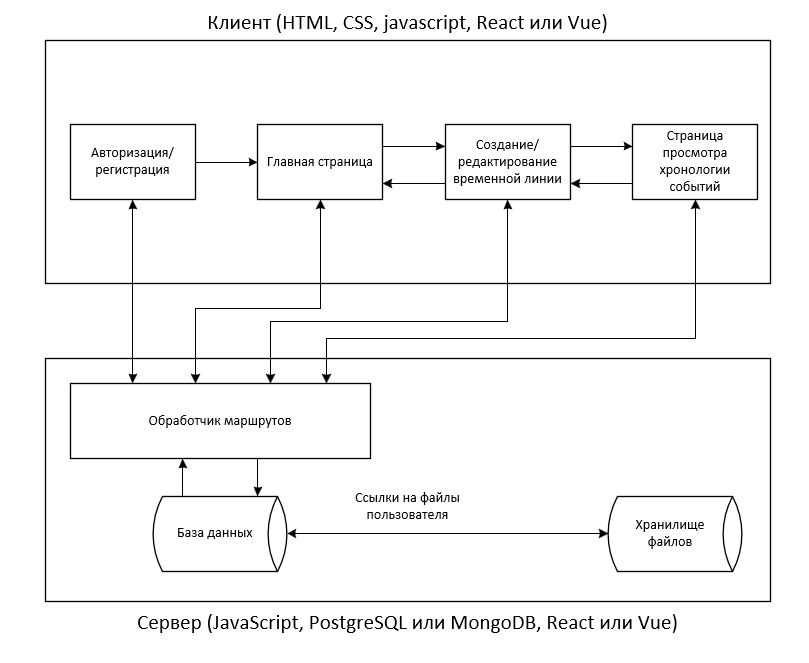 Клиент (HTML, CSS, javascript, React или Vue)
Авторизация/
регистрация
Главная страница
Создание/
редактирование
временной линии
Страница
просмотра
хронологии
событий
Обработчик маршрутов
База данных
Ссылки на файлы
пользователя
Хранилище
файлов
Сервер (JavaScript, PostgreSQL или MongoDB, React или Vue)